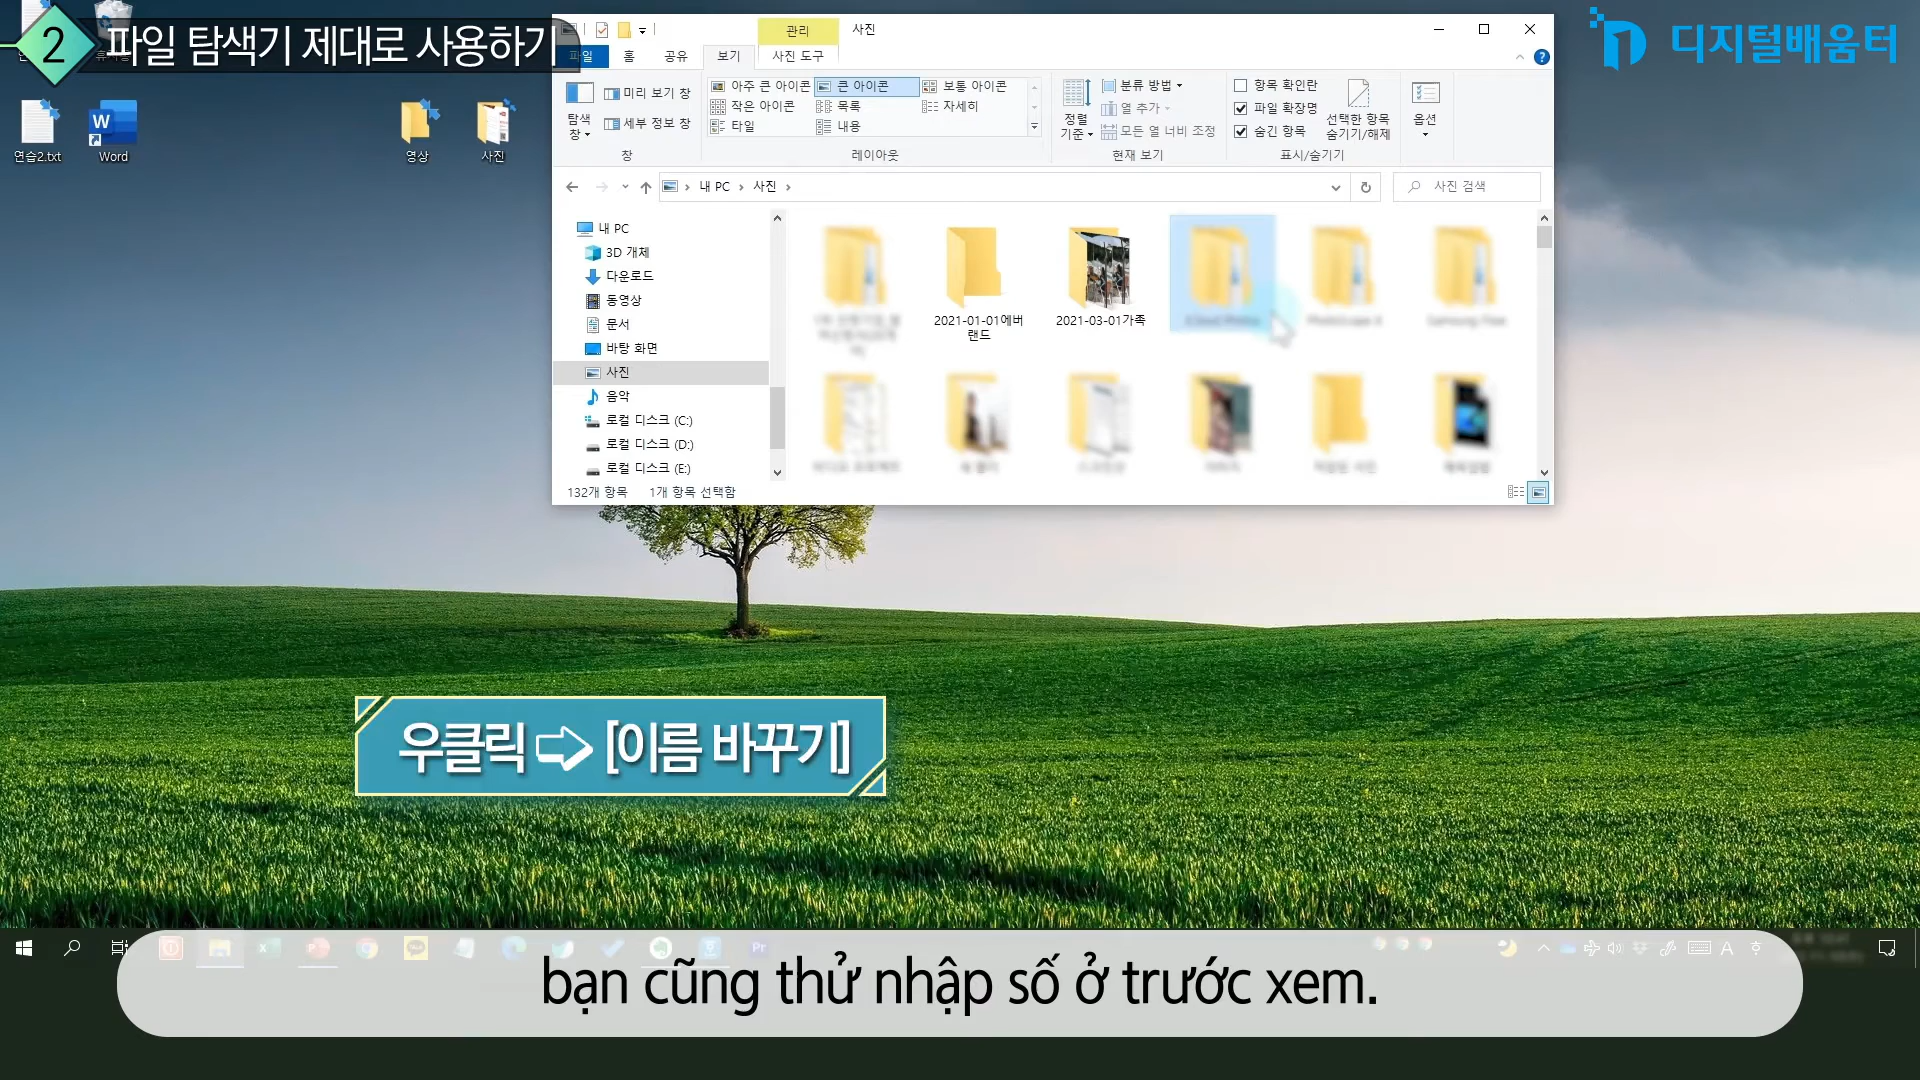 2 파일 탐색기 제대로 사용하기
디지털배움터
연습2.txt
Word
영상
사진
관리
사진
파일
홈
공유
보기
사진 도구
탐색 창
미리 보기 창
세부 정보 창
창
아주 큰 아이콘
큰 아이콘
보통 아이콘
작은 아이콘
목록
자세히
타일
내용
레이아웃
정렬 기준
분류 방법
열 추가
모든 열 너비 조정
현재 보기
항목 확인란
파일 확장명
숨긴 항목
선택한 항목
숨기기/해제
표시/숨기기
옵션
내 PC > 사진 >
사진 검색
내 PC
3D 개체
다운로드
동영상
문서
바탕 화면
사진
음악
로컬 디스크 (C:)
로컬 디스크 (D:)
로컬 디스크 (E:)
2021-01-01에버
랜드
2021-03-01가족
132개 항목
1개 항목 선택함
우클릭 ⇨ [이름 바꾸기]
A
bạn cũng thử nhập số ở trước xem.